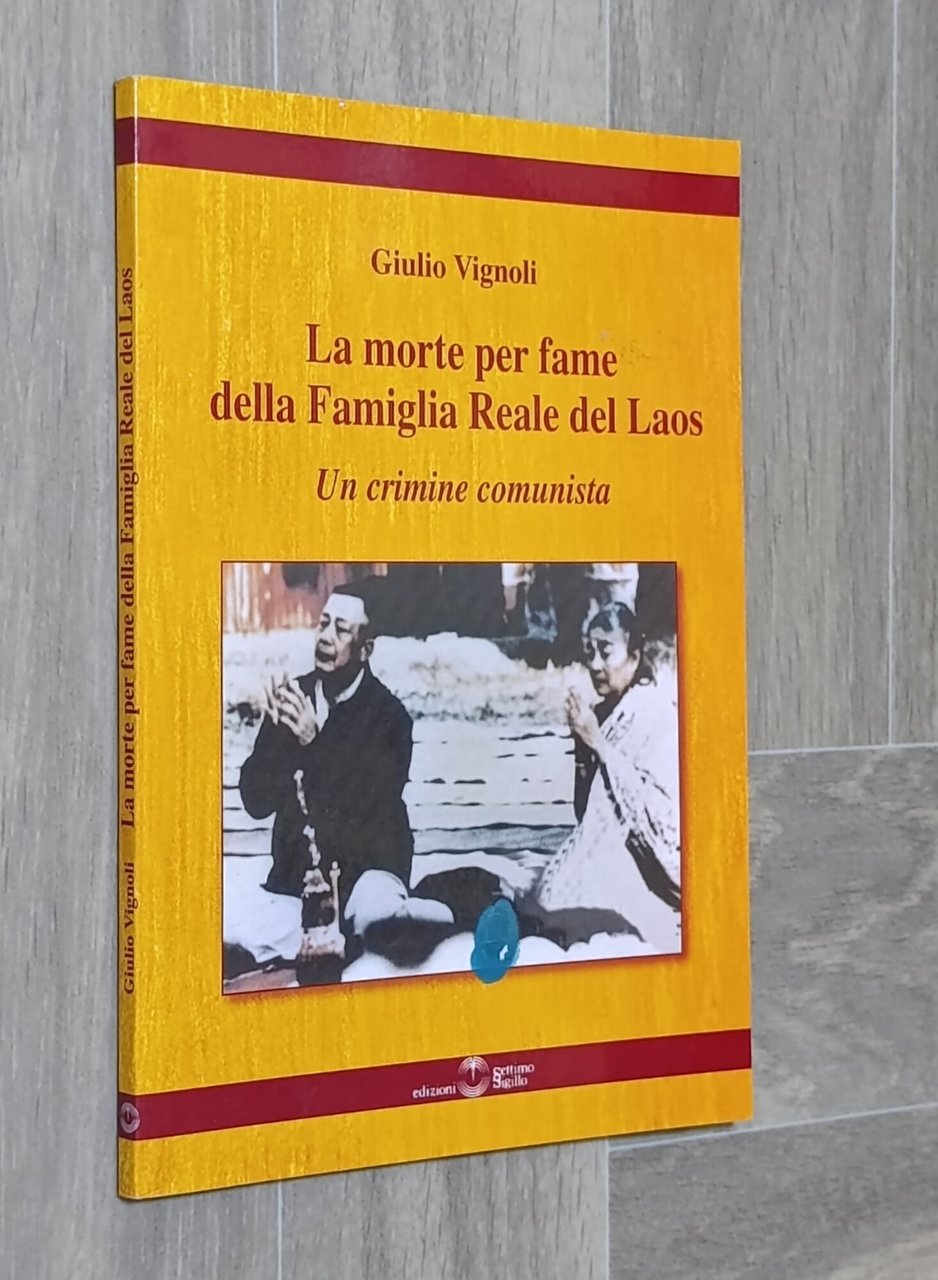 Giulio Vignoli
La morte per fame
della Famiglia Reale del Laos
Un crimine comunista
edizioni Settimo
Sigillo
Giulio Vignoli La morte per fame della Famiglia Reale del Laos